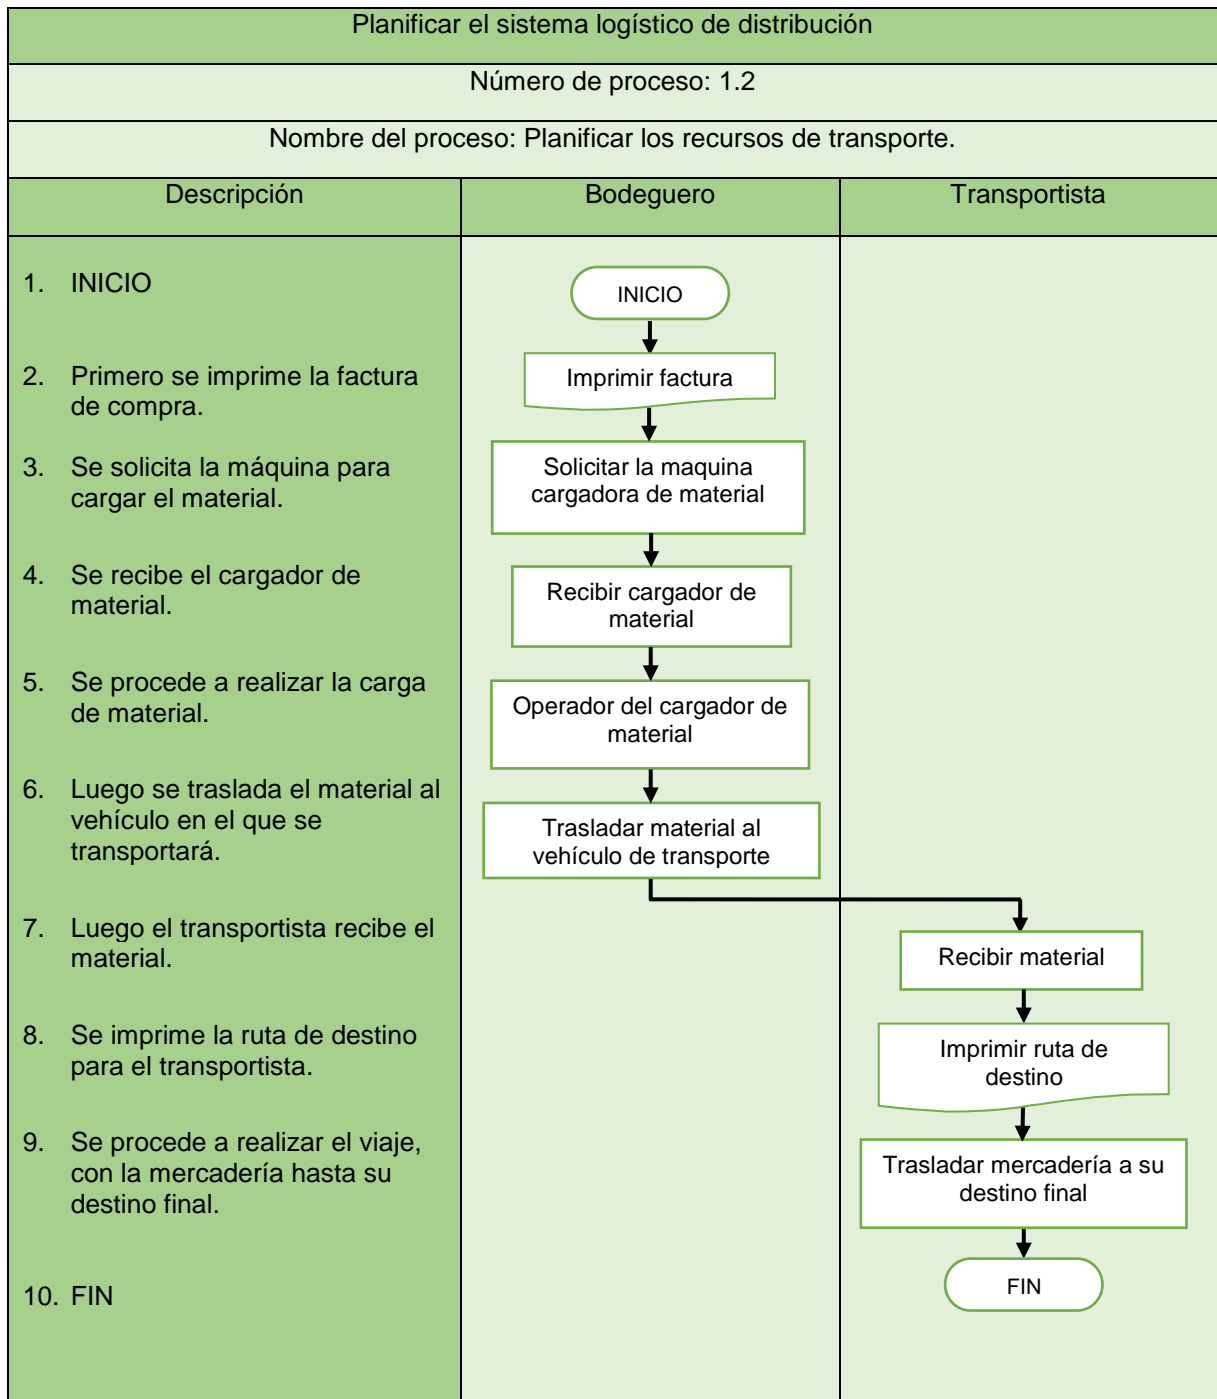 Planificar el sistema logístico de distribución
Número de proceso: 1.2
Nombre del proceso: Planificar los recursos de transporte.
Descripción
Bodeguero
Transportista
1. INICIO
2. Primero se imprime la factura
de compra.
3. Se solicita la máquina para
cargar el material.
4. Se recibe el cargador de
material.
5. Se procede a realizar la carga
de material.
6. Luego se traslada el material al
vehículo en el que se
transportará.
7. Luego el transportista recibe el
material.
8. Se imprime la ruta de destino
para el transportista.
9. Se procede a realizar el viaje,
con la mercadería hasta su
destino final.
10. FIN
INICIO
Imprimir factura
Solicitar la maquina
cargadora de material
Recibir cargador de
material
Operador del cargador de
material
Trasladar material al
vehículo de transporte
Recibir material
Imprimir ruta de
destino
Trasladar mercadería a su
destino final
FIN